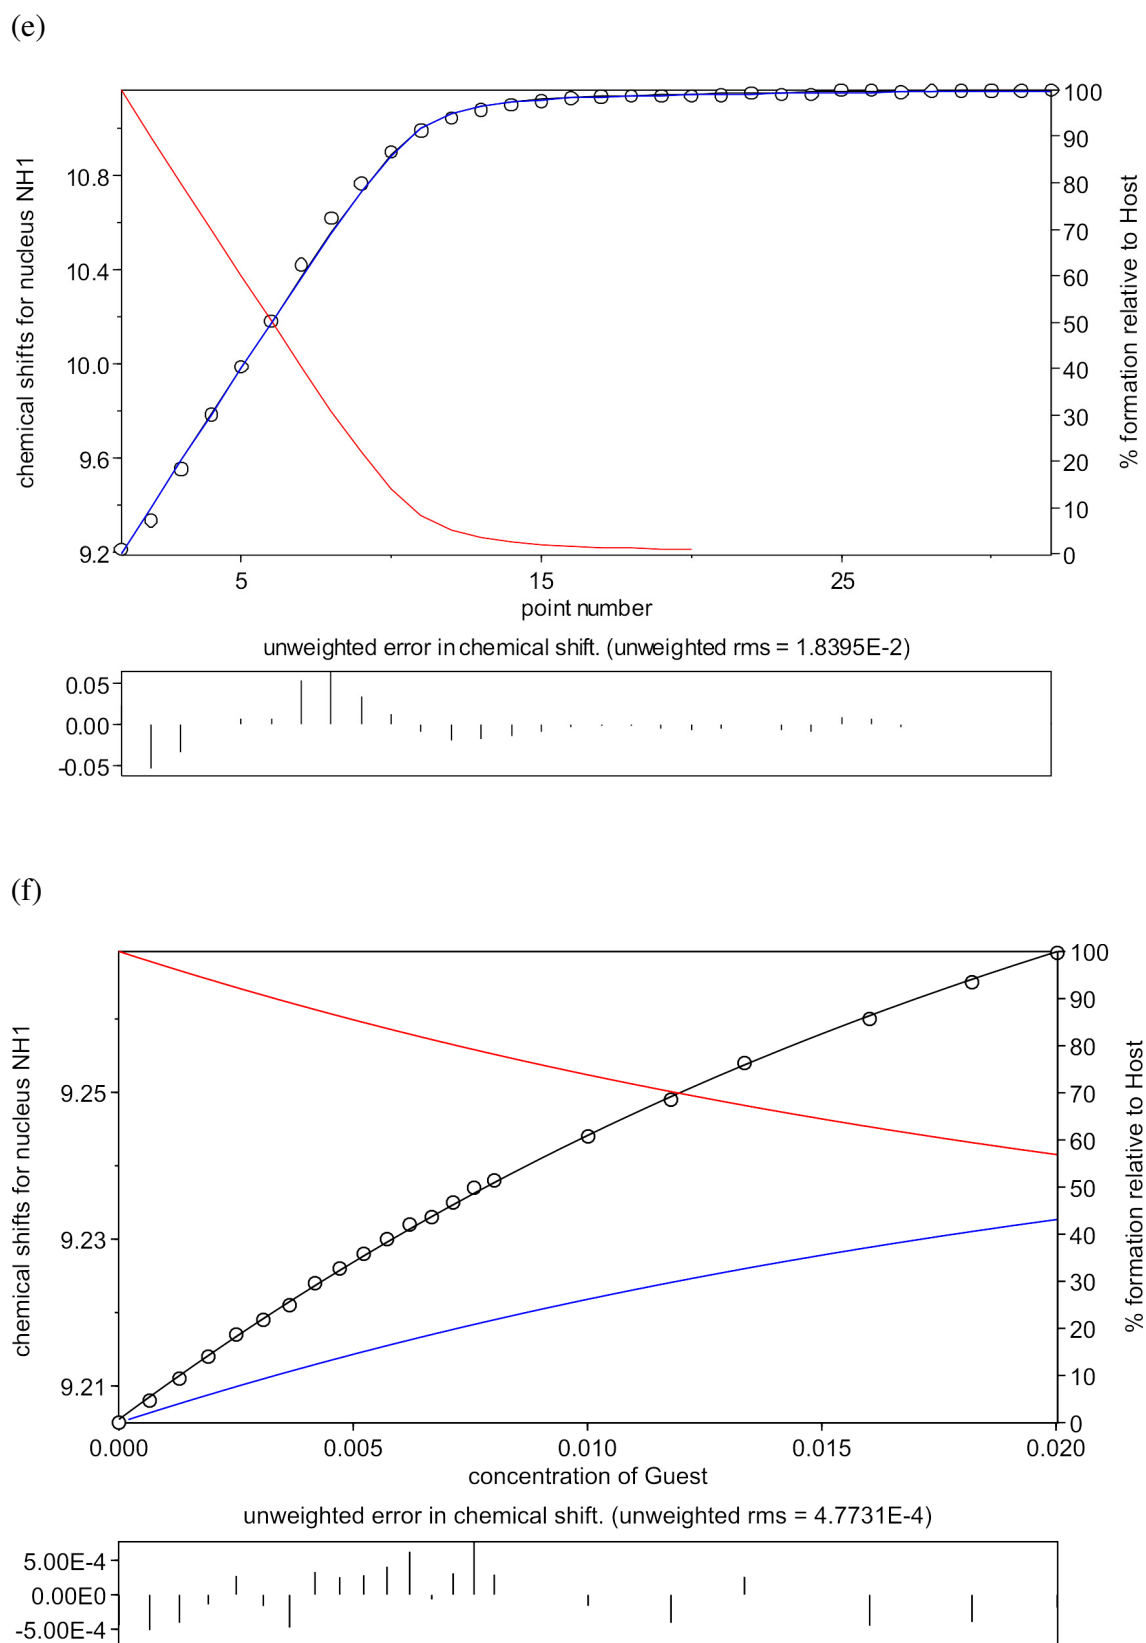 (e)
chemical shifts for nucleus NH1
10.8
10.4
10.0
9.6
9.2
100
90
80
70
60
50
40
30
20
10
0
% formation relative to Host
5 15 25
point number
unweighted error in chemical shift. (unweighted rms = 1.8395E-2)
0.05
0.00
-0.05
(f)
chemical shifts for nucleus NH1
9.25
9.23
9.21
100
90
80
70
60
50
40
30
20
10
0
% formation relative to Host
0.000 0.005 0.010 0.015 0.020
concentration of Guest
unweighted error in chemical shift. (unweighted rms = 4.7731E-4)
5.00E-4
0.00E0
-5.00E-4